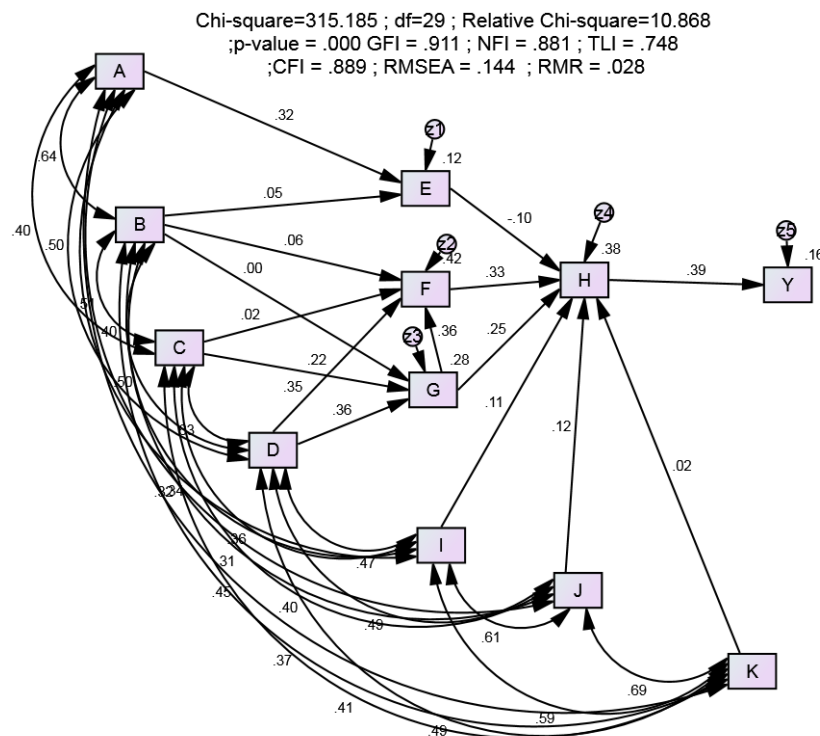 Chi-square=315.185 ; df=29 ; Relative Chi-square=10.868
;p-value = .000 GFI = .911 ; NFI = .881 ; TLI = .748
;CFI = .889 ; RMSEA = .144 ; RMR = .028
A
.32
z1
.12
.64
E
B
.05
-.10
z4
.40
.50
.06
z2
.42
.38
z5
.16
.00
F
.33
H
.39
Y
.51
.40
.02
z3
.36
.25
C
.22
.28
.50
.35
G
.36
.11
D
.12
.02
.32
.34
.36
I
.31
.47
.45
J
.40
.49
.61
.37
K
.69
.41
.59
.49